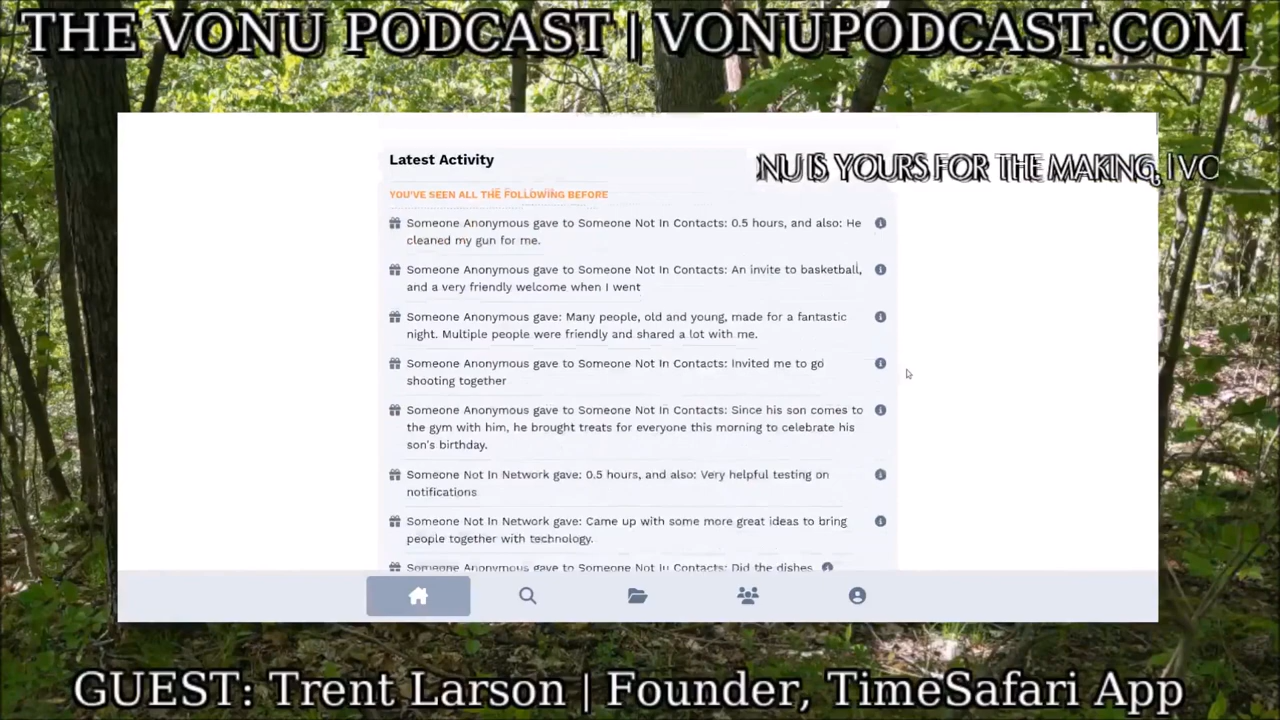 THE VONU PODCAST | VONUPODCAST.COM
Latest Activity
NU IS YOURS FOR THE MAKING. | VO
YOU'VE SEEN ALL THE FOLLOWING BEFORE
Someone Anonymous gave to Someone Not In Contacts: 0.5 hours, and also: He
cleaned my gun for me.
Someone Anonymous gave to Someone Not In Contacts: An invite to basketball,
and a very friendly welcome when I went
Someone Anonymous gave: Many people, old and young, made for a fantastic
night. Multiple people were friendly and shared a lot with me.
Someone Anonymous gave to Someone Not In Contacts: Invited me to go
shooting together
Someone Anonymous gave to Someone Not In Contacts: Since his son comes to
the gym with him, he brought treats for everyone this morning to celebrate his
son's birthday.
Someone Not In Network gave: 0.5 hours, and also: Very helpful testing on
notifications
Someone Not In Network gave: Came up with some more great ideas to bring
people together with technology.
Someone Anonymous gave to Someone Not In Contacts: Did the dishes.
GUEST: Trent Larson | Founder, TimeSafari App